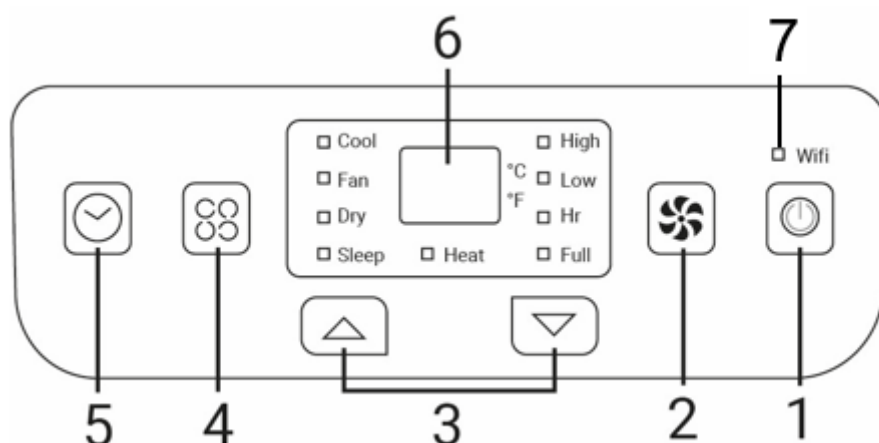 6 7
Cool High
Wifi
Fan °C Low
°F
Dry Hr
Sleep Heat Full
5 4 3 2 1